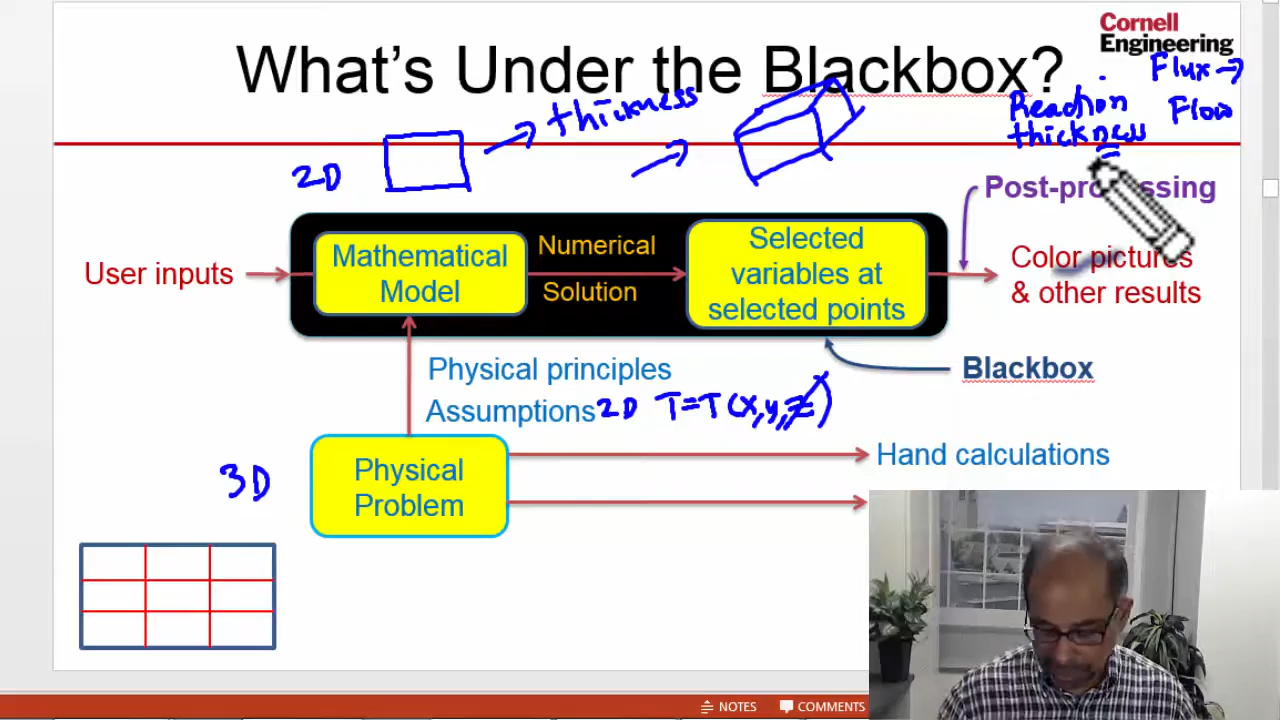 Cornell
Engineering
What's Under the Blackbox?
Flux →
Flow
Reaction
thickness
thickness
2D
Post-processing
User inputs
Mathematical
Model
Numerical
Solution
Selected
variables at
selected points
Color pictures
& other results
Physical principles
Assumptions 2D T=T(x,y,z)
Blackbox
3D
Physical
Problem
Hand calculations
NOTES
COMMENTS